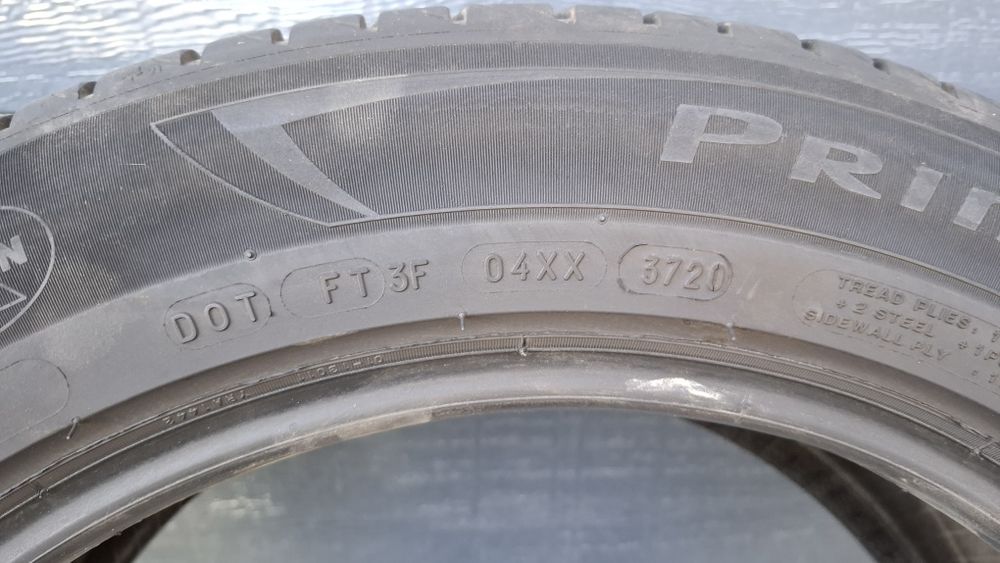 PRI
N
DOT FT 3F 04XX 3720
TREAD PLIES:
+ 2 STEEL
SIDEWALL PLY